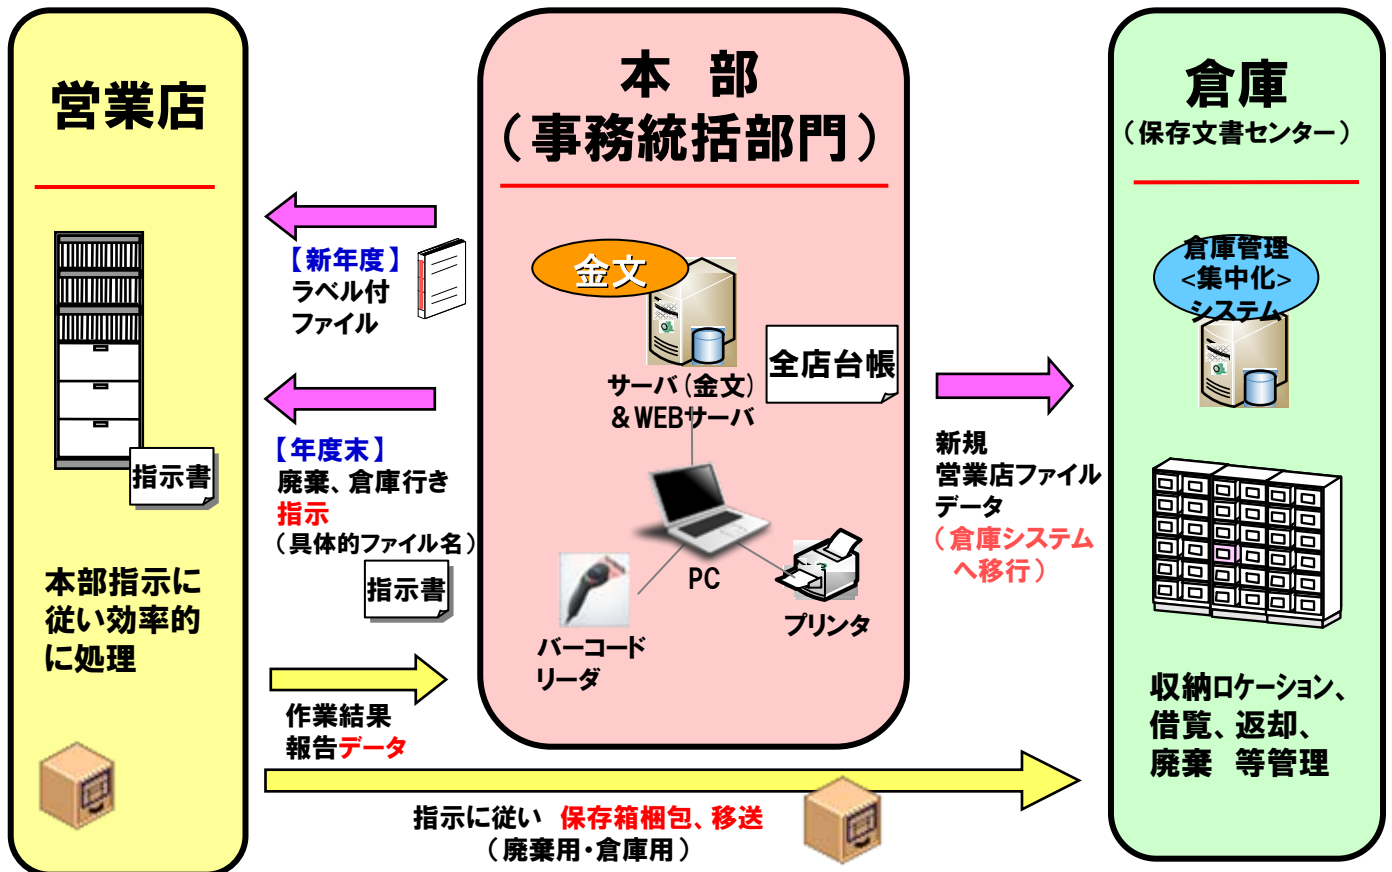 営業店
【新年度】
ラベル付
ファイル
【年度末】
廃棄、倉庫行き
指示
（具体的ファイル名）
指示書
指示書
本部指示に
従い効率的
に処理
作業結果
報告データ
指示に従い 保存箱梱包、移送
（廃棄用・倉庫用）
本 部
（事務統括部門）
金文
全店台帳
サーバ(金文)
＆WEBサーバ
PC
バーコード
リーダ
プリンタ
新規
営業店ファイル
データ
（倉庫システム
へ移行）
倉庫
（保存文書センター）
倉庫管理
<集中化>
システム
収納ロケーション、
借覧、返却、
廃棄 等管理